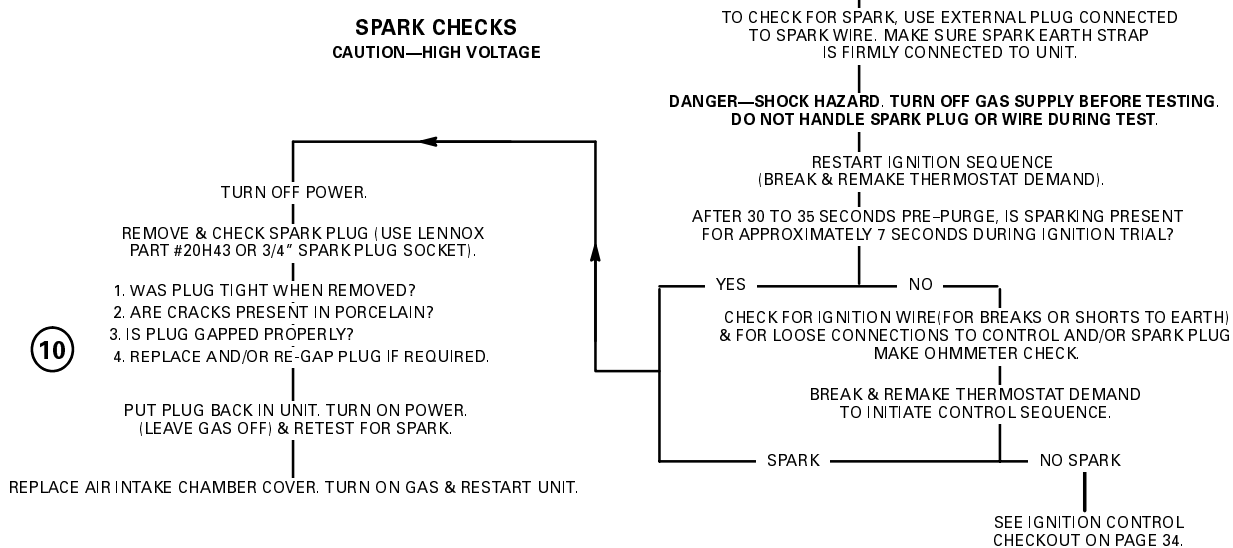 SPARK CHECKS
CAUTION—HIGH VOLTAGE
TO CHECK FOR SPARK, USE EXTERNAL PLUG CONNECTED
TO SPARK WIRE. MAKE SURE SPARK EARTH STRAP
IS FIRMLY CONNECTED TO UNIT.
DANGER—SHOCK HAZARD. TURN OFF GAS SUPPLY BEFORE TESTING.
DO NOT HANDLE SPARK PLUG OR WIRE DURING TEST.
RESTART IGNITION SEQUENCE
(BREAK & REMAKE THERMOSTAT DEMAND).
AFTER 30 TO 35 SECONDS PRE-PURGE, IS SPARKING PRESENT
FOR APPROXIMATELY 7 SECONDS DURING IGNITION TRIAL?
YES
NO
CHECK FOR IGNITION WIRE(FOR BREAKS OR SHORTS TO EARTH)
& FOR LOOSE CONNECTIONS TO CONTROL AND/OR SPARK PLUG
MAKE OHMMETER CHECK.
BREAK & REMAKE THERMOSTAT DEMAND
TO INITIATE CONTROL SEQUENCE.
SPARK
NO SPARK
SEE IGNITION CONTROL
CHECKOUT ON PAGE 34.
TURN OFF POWER.
REMOVE & CHECK SPARK PLUG (USE LENNOX
PART #20H43 OR 3/4" SPARK PLUG SOCKET).
1. WAS PLUG TIGHT WHEN REMOVED?
2. ARE CRACKS PRESENT IN PORCELAIN?
3. IS PLUG GAPPED PROPERLY?
4. REPLACE AND/OR RE-GAP PLUG IF REQUIRED.
10
PUT PLUG BACK IN UNIT. TURN ON POWER.
(LEAVE GAS OFF) & RETEST FOR SPARK.
REPLACE AIR INTAKE CHAMBER COVER. TURN ON GAS & RESTART UNIT.